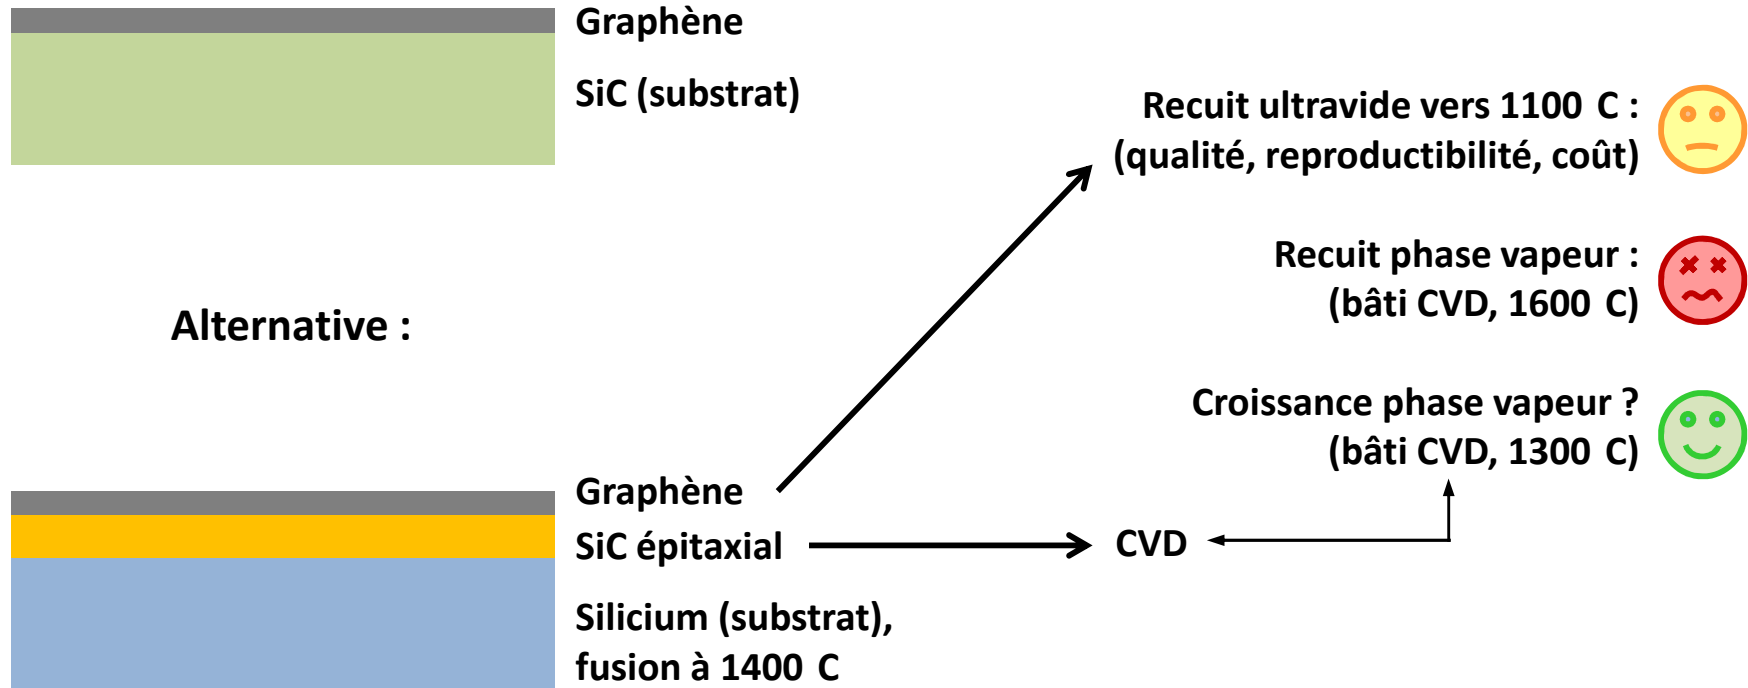 Graphène
SiC (substrat)
Recuit ultravide vers 1100 C :
(qualité, reproductibilité, coût)
Recuit phase vapeur :
(bâti CVD, 1600 C)
Alternative :
Croissance phase vapeur ?
(bâti CVD, 1300 C)
Graphène
SiC épitaxial
CVD
Silicium (substrat),
fusion à 1400 C